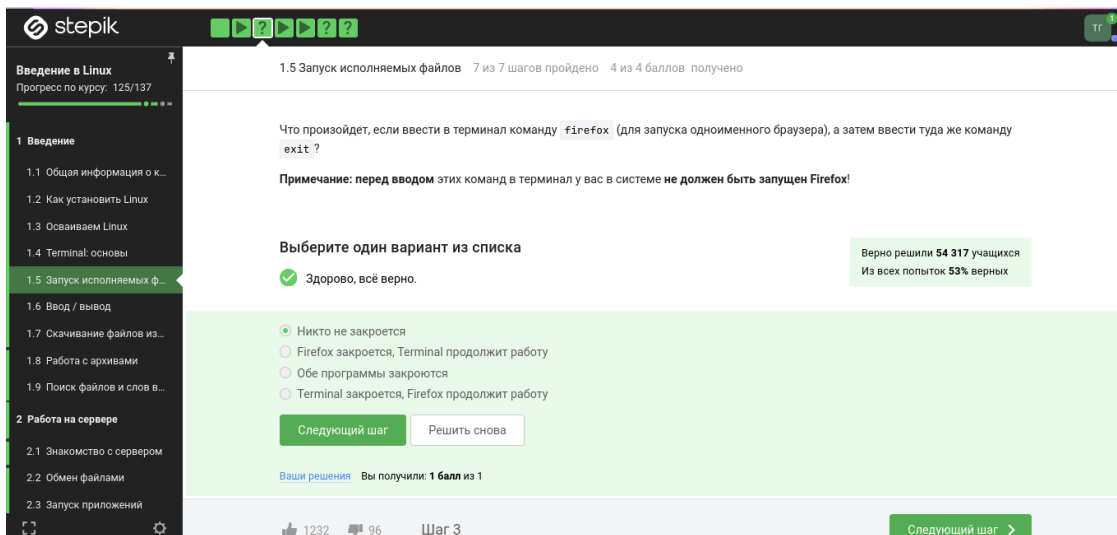 stepik
?
?
?
ТГ
1
Введение в Linux
Прогресс по курсу: 125/137
1 Введение
1.1 Общая информация о к...
1.2 Как установить Linux
1.3 Осваиваем Linux
1.4 Terminal: основы
1.5 Запуск исполняемых ф...
1.6 Ввод / вывод
1.7 Скачивание файлов из...
1.8 Работа с архивами
1.9 Поиск файлов и слов в...
2 Работа на сервере
2.1 Знакомство с сервером
2.2 Обмен файлами
2.3 Запуск приложений
1.5 Запуск исполняемых файлов 7 из 7 шагов пройдено 4 из 4 баллов получено
Что произойдет, если ввести в терминал команду firefox (для запуска одноименного браузера), а затем ввести туда же команду
exit ?
Примечание: перед вводом этих команд в терминал у вас в системе не должен быть запущен Firefox!
Выберите один вариант из списка
Здорово, всё верно.
Верно решили 54 317 учащихся
Из всех попыток 53% верных
Никто не закроется
Firefox закроется, Terminal продолжит работу
Обе программы закроются
Terminal закроется, Firefox продолжит работу
Следующий шаг
Решить снова
Ваши решения Вы получили: 1 балл из 1
1232 96 Шаг 3
Следующий шаг